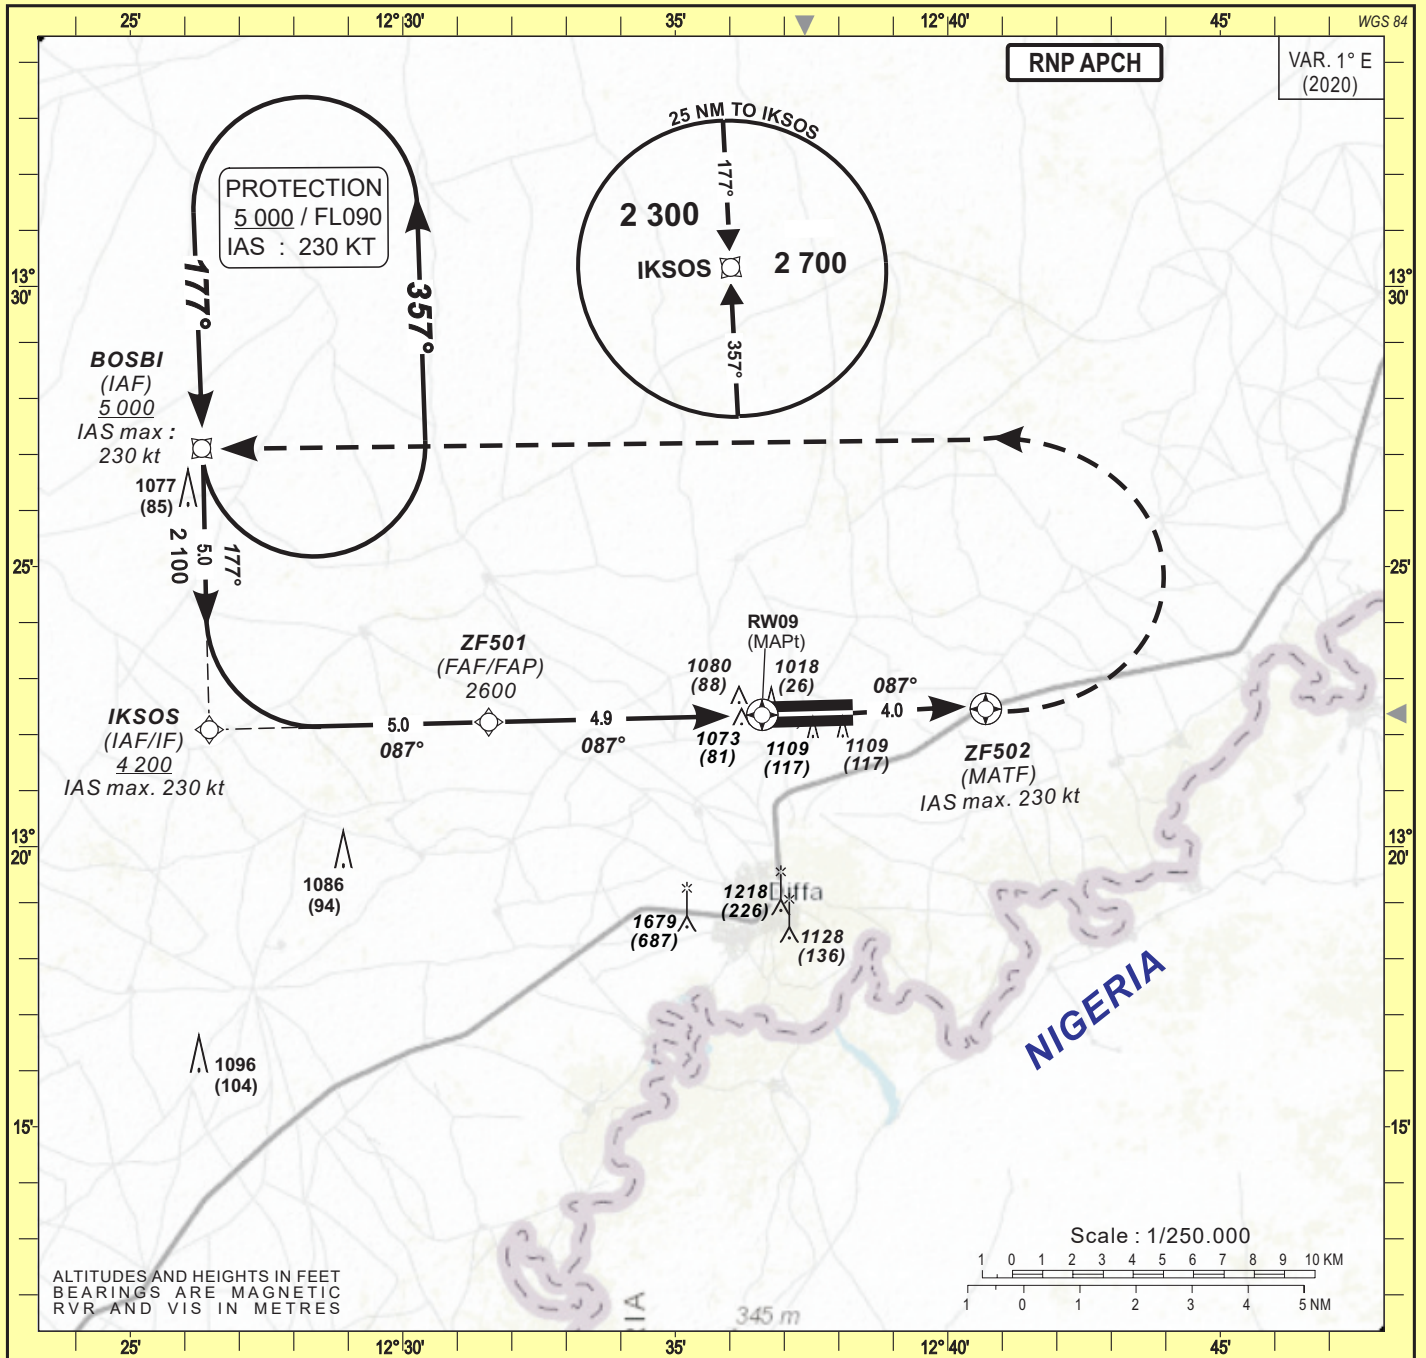 25'
12° 30'
35'
12° 40'
45'
WGS 84
RNP APCH
VAR. 1° E
(2020)
25 NM TO IKSOS
177°
2 300
IKSOS
2 700
357°
PROTECTION
5 000 / FL090
IAS : 230 KT
177°
357°
13°
30'
13°
30'
BOSBI
(IAF)
5 000
IAS max :
230 kt
1077
(85)
2 100
5.0
177°
25'
25'
ZF501
(FAF/FAP)
2600
RW09
(MAPt)
1080
(88)
1018
(26)
087°
4.0
IKSOS
(IAF/IF)
4 200
IAS max. 230 kt
5.0
087°
4.9
087°
1073
(81)
1109
(117)
1109
(117)
ZF502
(MATF)
IAS max. 230 kt
13°
20'
13°
20'
1086
(94)
1679
(687)
1218
(226)
Diffa
1128
(136)
NIGERIA
1096
(104)
15'
15'
Scale : 1/250.000
1 0 1 2 3 4 5 6 7 8 9 10 KM
1 0 1 2 3 4 5 NM
ALTITUDES AND HEIGHTS IN FEET
BEARINGS ARE MAGNETIC
RVR AND VIS IN METRES
RIA
345 m
25'
12° 30'
35'
12° 40'
45'